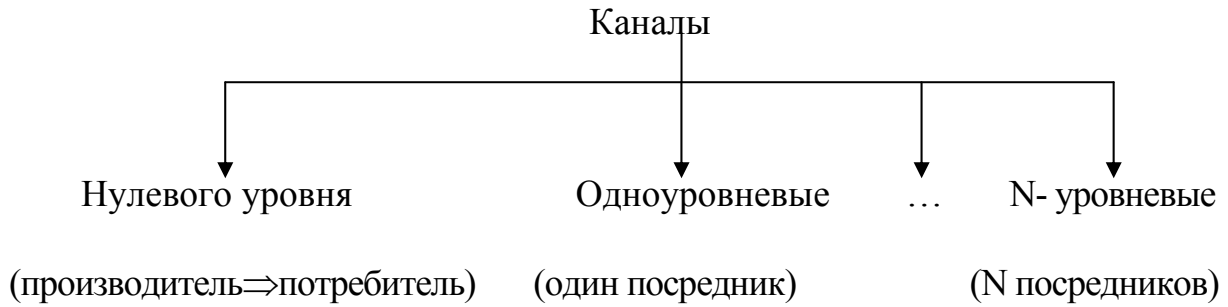 Каналы
Нулевого уровня Одноуровневые … N- уровневые
(производитель⇒потребитель) (один посредник) (N посредников)